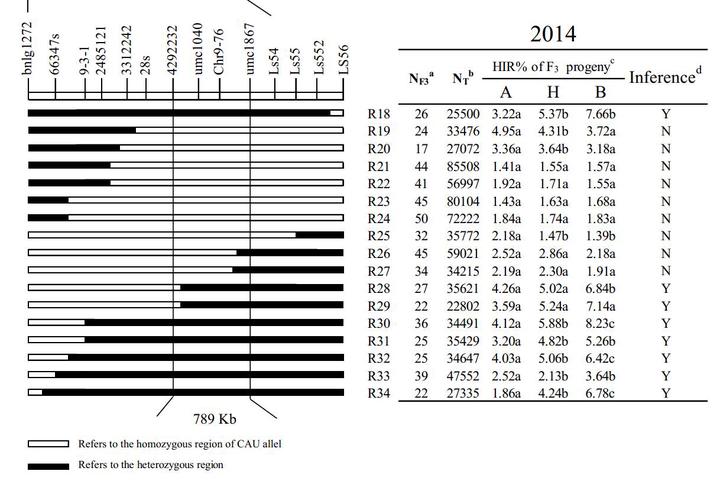 bnlg1272 66347s 9-3-1 2485121 3312242 28s 4292232 umc1040 Chr9-76 umc1867 Ls54 Ls55 Ls552 LS56
2014
N_F3^a N_T^b HIR% of F_3 progeny^c Inference^d
A H B
R18 26 25500 3.22a 5.37b 7.66b Y
R19 24 33476 4.95a 4.31b 3.72a N
R20 17 27072 3.36a 3.64b 3.18a N
R21 44 85508 1.41a 1.55a 1.57a N
R22 41 56997 1.92a 1.71a 1.55a N
R23 45 80104 1.43a 1.63a 1.68a N
R24 50 72222 1.84a 1.74a 1.83a N
R25 32 35772 2.18a 1.47b 1.39b N
R26 45 59021 2.52a 2.86a 2.18a N
R27 34 34215 2.19a 2.30a 1.91a N
R28 27 35621 4.26a 5.02a 6.84b Y
R29 22 22802 3.59a 5.24a 7.14a Y
R30 36 34491 4.12a 5.88b 8.23c Y
R31 25 35429 3.20a 4.82b 5.26b Y
R32 25 34647 4.03a 5.06b 6.42c Y
R33 39 47552 2.52a 2.13b 3.64b Y
R34 22 27335 1.86a 4.24b 6.78c Y
789 Kb
Refers to the homozygous region of CAU allel
Refers to the heterozygous region